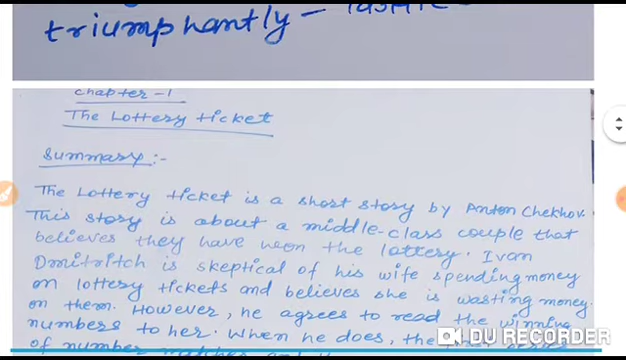 triumphantly –
Chapter - 1
The Lottery ticket
Summary :-
The Lottery ticket is a short story by Anton Chekhov.
This story is about a middle-class couple that
believes they have won the lottery. Ivan
Dmitritch is skeptical of his wife spending money
on lottery tickets and believes she is wasting money
on them. However, he agrees to read the winning
numbers to her. When he does, the
of number
DU RECORDER